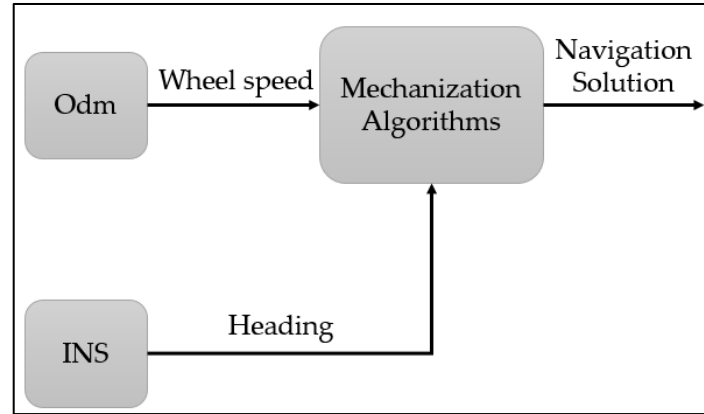 Odm
Wheel speed
Mechanization
Algorithms
Navigation
Solution
INS
Heading